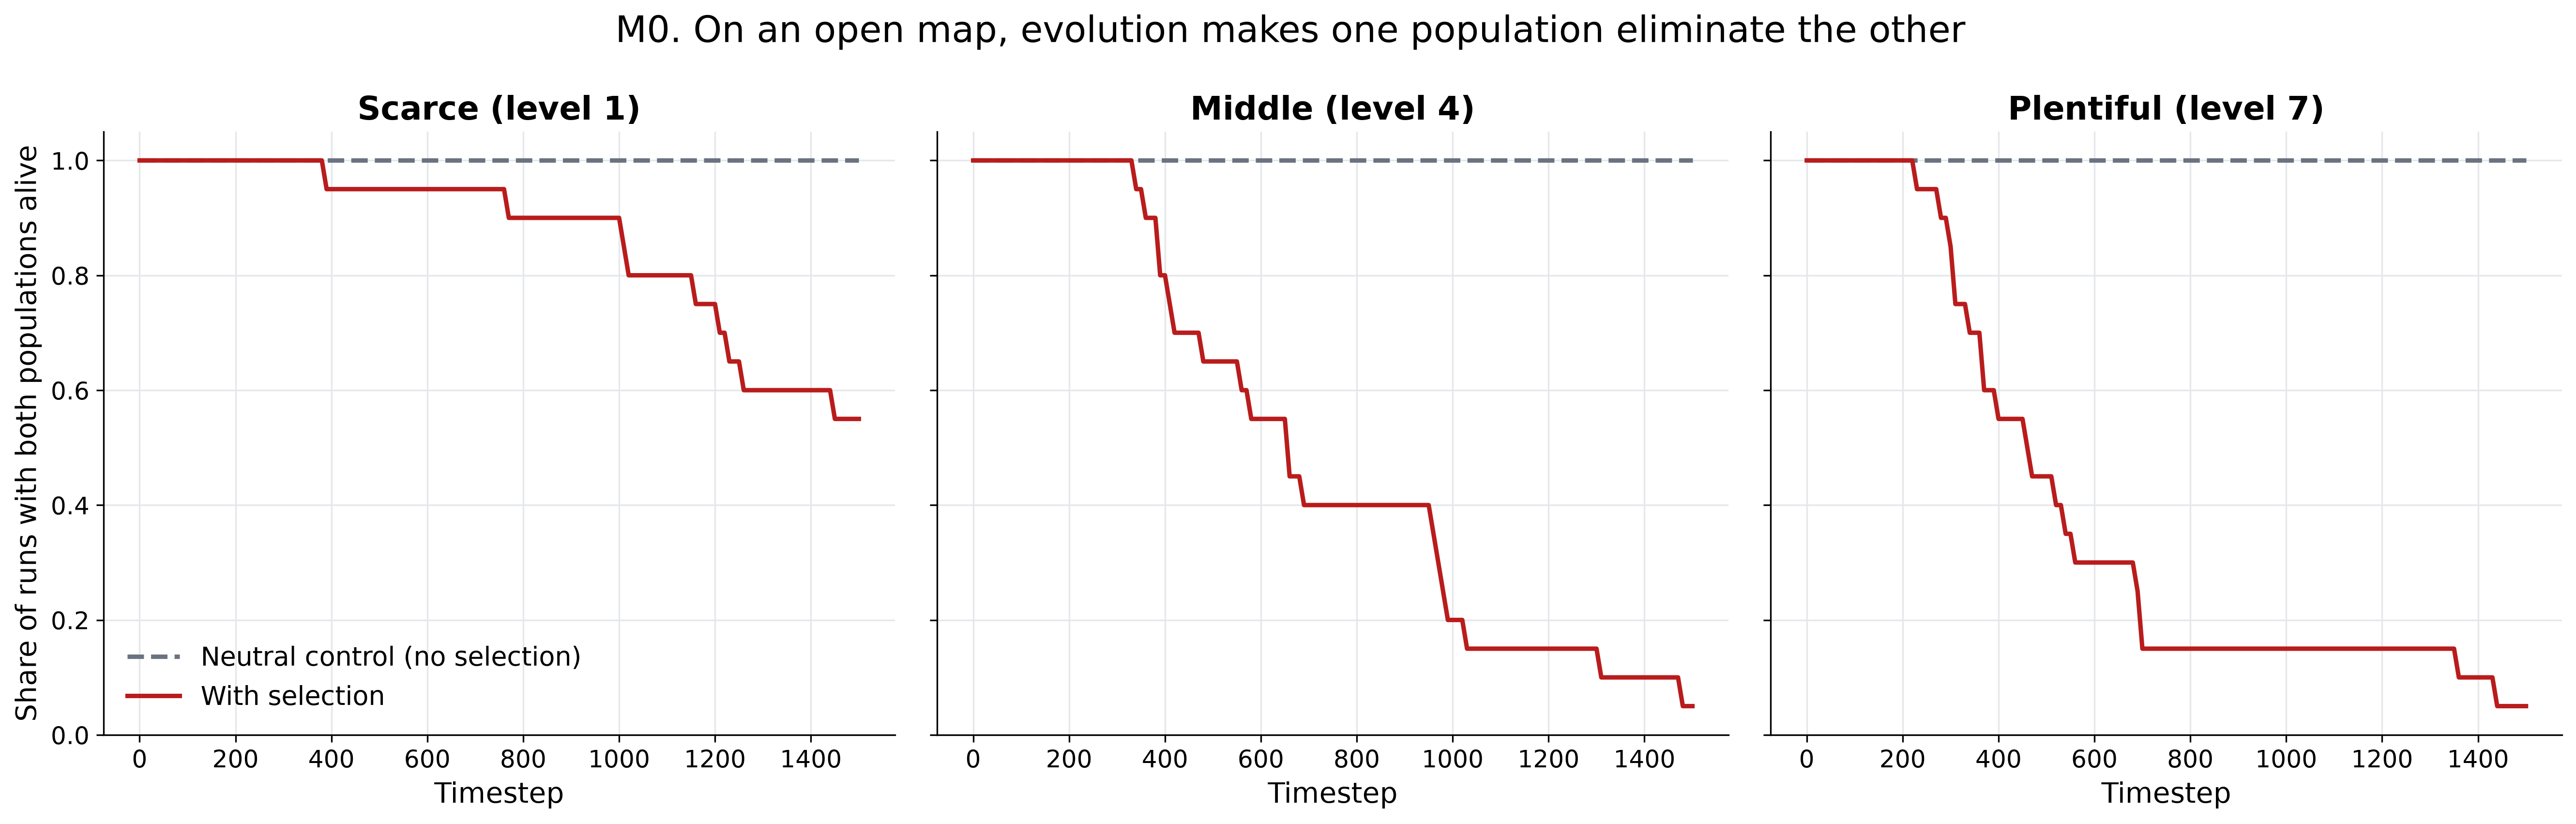 M0. On an open map, evolution makes one population eliminate the other
Scarce (level 1)
Middle (level 4)
Plentiful (level 7)
Share of runs with both populations alive
1.0
0.8
0.6
0.4
0.2
0.0
Neutral control (no selection)
With selection
0 200 400 600 800 1000 1200 1400
0 200 400 600 800 1000 1200 1400
0 200 400 600 800 1000 1200 1400
Timestep
Timestep
Timestep